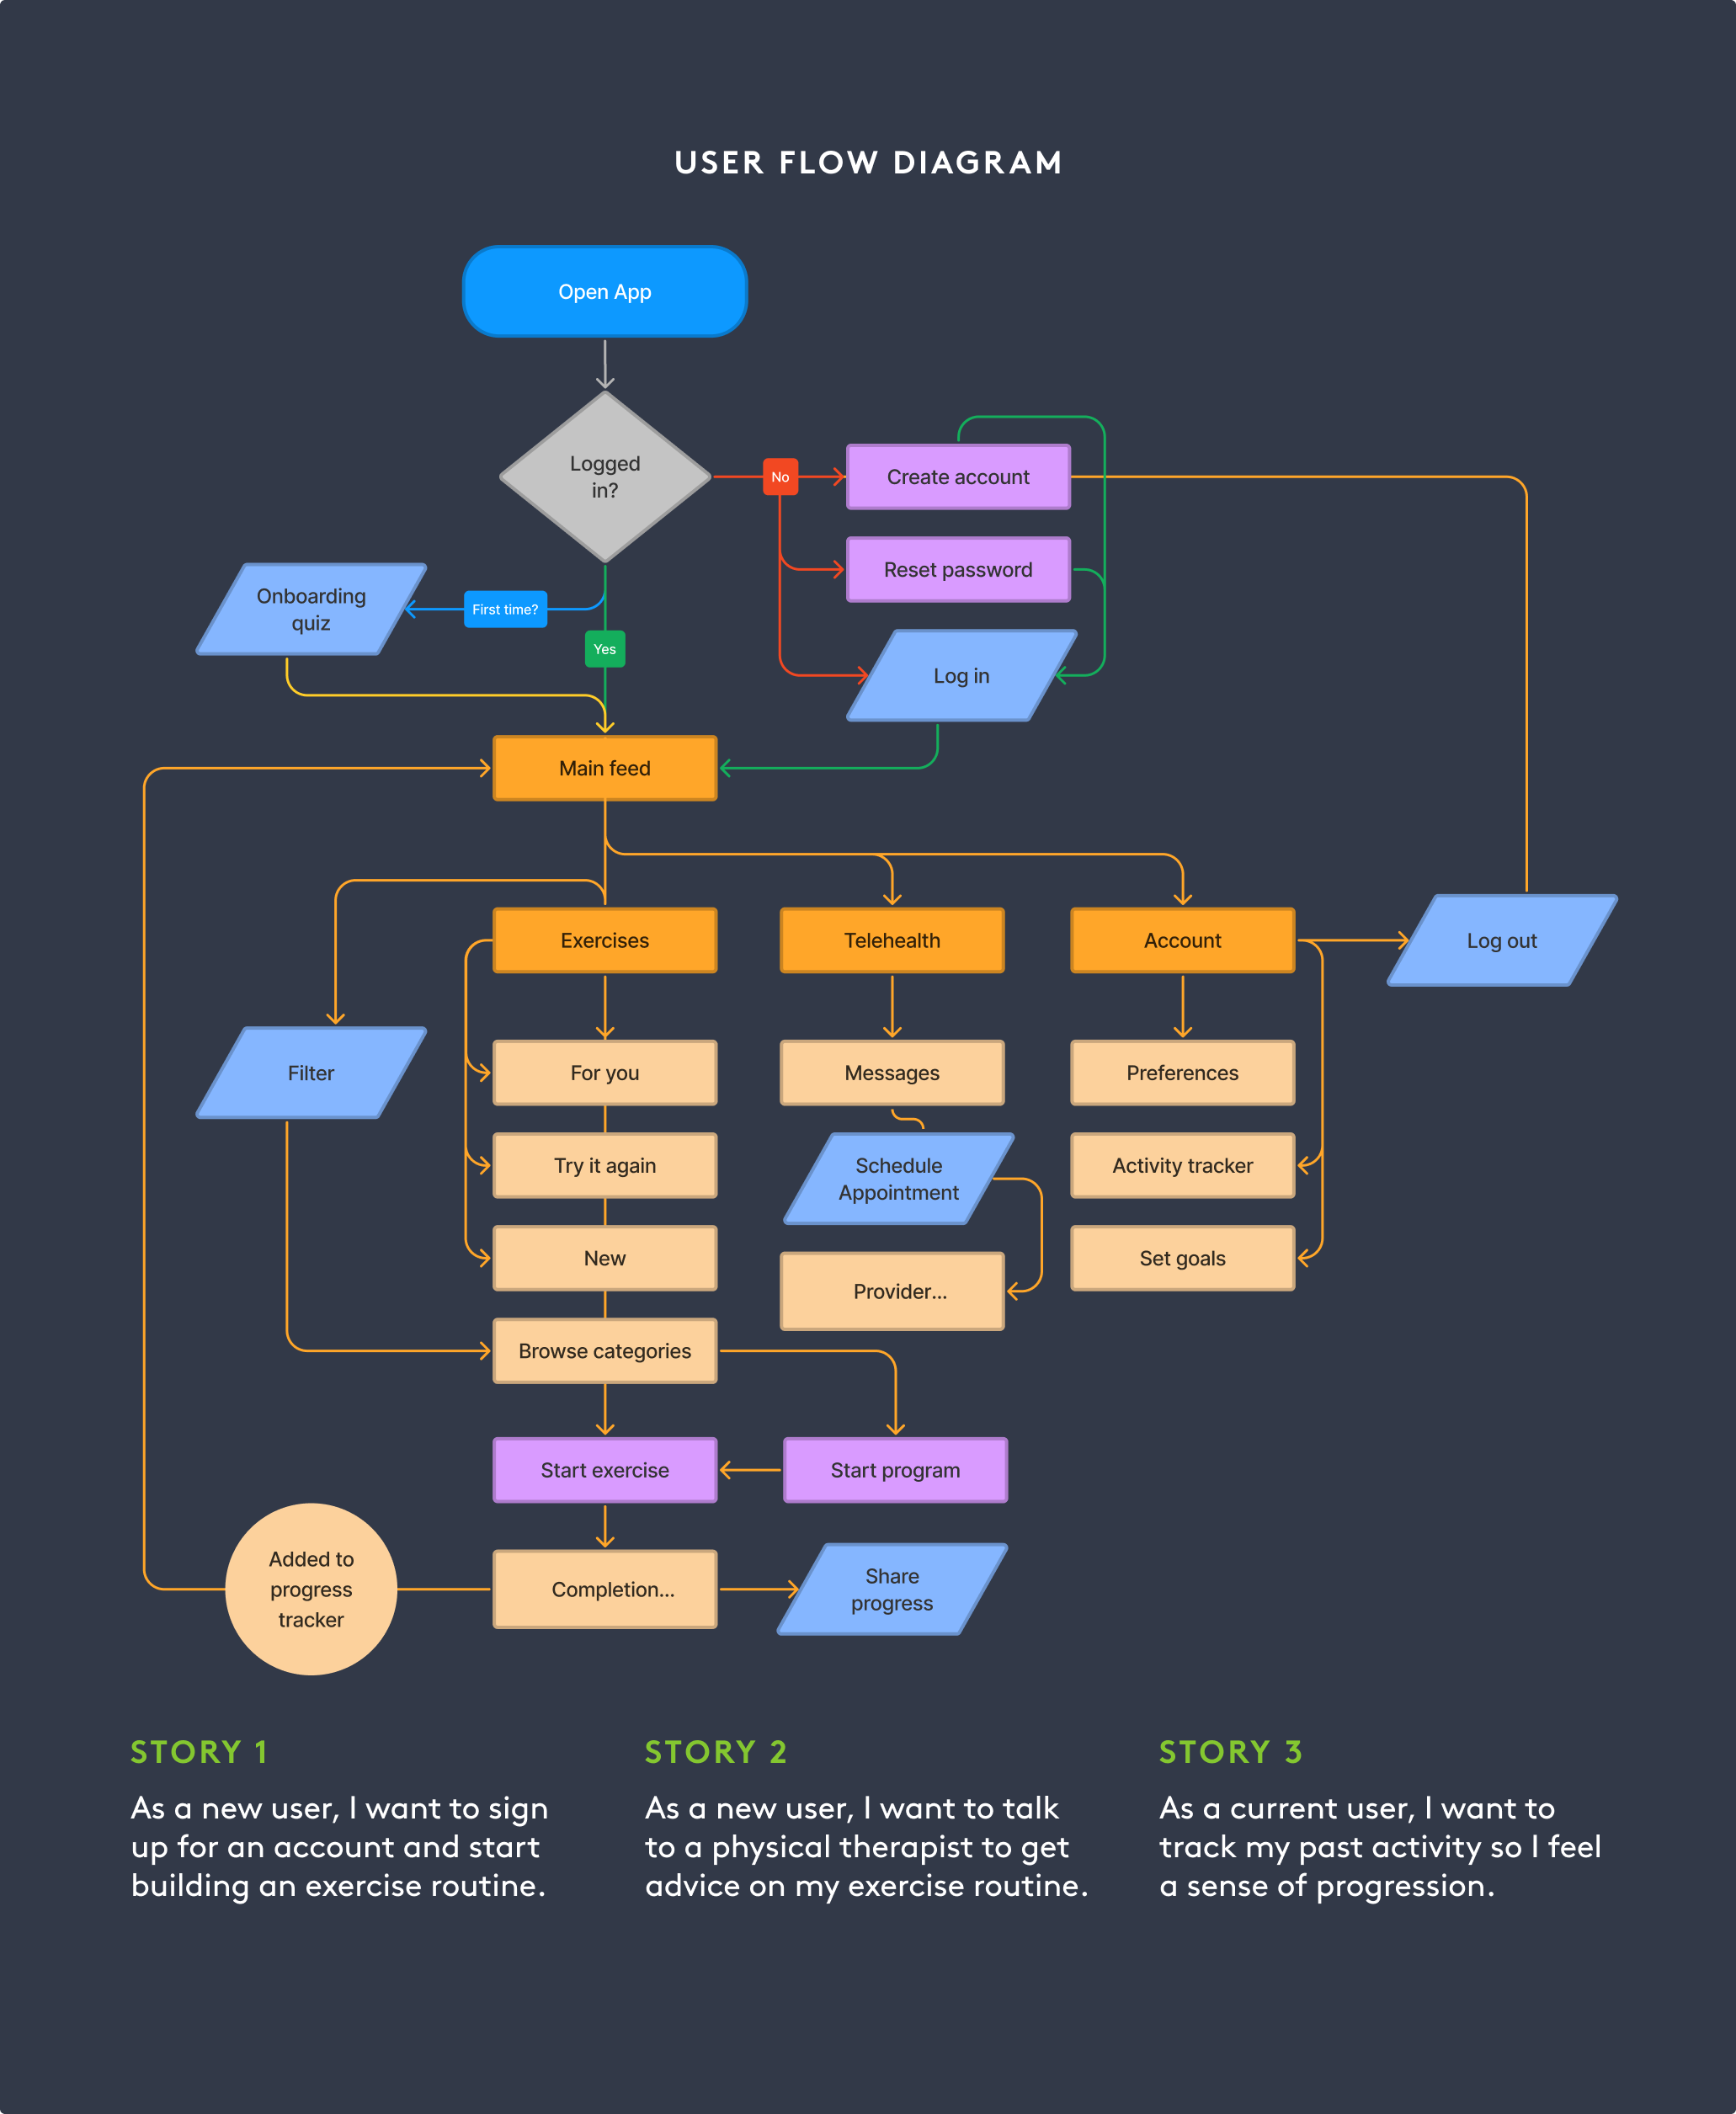 USER FLOW DIAGRAM
Open App
Logged
in?
No
Create account
Reset password
Onboarding
quiz
First time?
Yes
Log in
Main feed
Exercises
Telehealth
Account
Log out
Filter
For you
Messages
Preferences
Try it again
Schedule
Appointment
Activity tracker
New
Provider...
Set goals
Browse categories
Start exercise
Start program
Added to
progress
tracker
Completion...
Share
progress
STORY 1
As a new user, I want to sign
up for an account and start
building an exercise routine.
STORY 2
As a new user, I want to talk
to a physical therapist to get
advice on my exercise routine.
STORY 3
As a current user, I want to
track my past activity so I feel
a sense of progression.